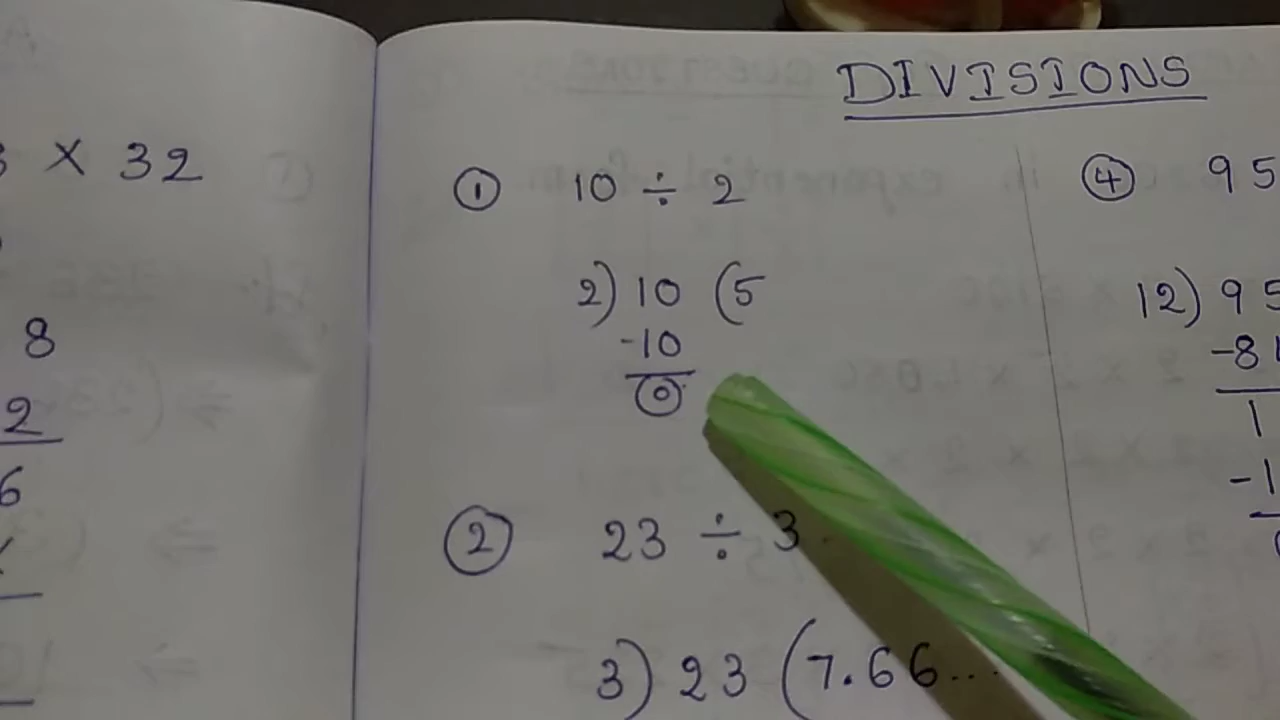 × 32
8
2
6
DIVISIONS
① 10 ÷ 2
2) 10 (5
-10
0
② 23 ÷ 3
3) 23 (7.66...
④ 95
12) 95
-8
1
-1